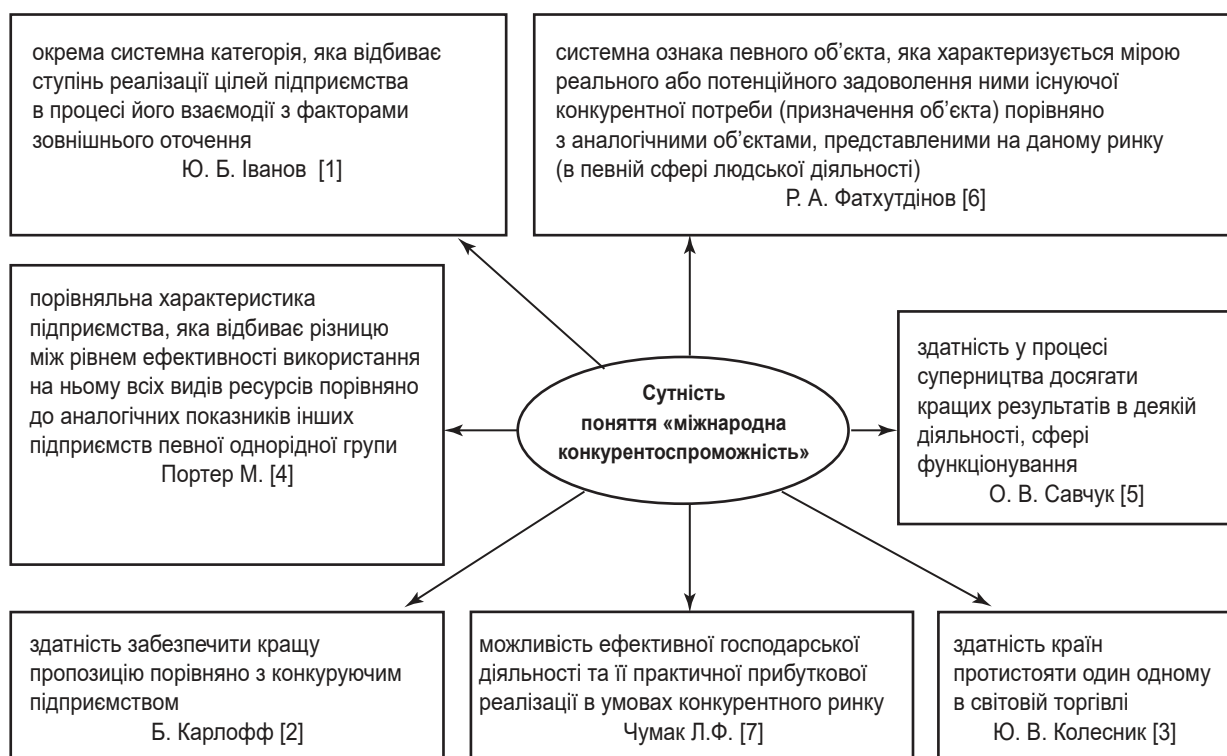 окрема системна категорія, яка відбиває
ступінь реалізації цілей підприємства
в процесі його взаємодії з факторами
зовнішнього оточення
Ю. Б. Іванов [1]
системна ознака певного об’єкта, яка характеризується мірою
реального або потенційного задоволення ними існуючої
конкурентної потреби (призначення об’єкта) порівняно
з аналогічними об’єктами, представленими на даному ринку
(в певній сфері людської діяльності)
Р. А. Фатхутдінов [6]
порівняльна характеристика
підприємства, яка відбиває різницю
між рівнем ефективності використання
на ньому всіх видів ресурсів порівняно
до аналогічних показників інших
підприємств певної однорідної групи
Портер М. [4]
Сутність
поняття «міжнародна
конкурентоспроможність»
здатність у процесі
суперництва досягати
кращих результатів в деякій
діяльності, сфері
функціонування
О. В. Савчук [5]
здатність забезпечити кращу
пропозицію порівняно з конкуруючим
підприємством
Б. Карлофф [2]
можливість ефективної господарської
діяльності та її практичної прибуткової
реалізації в умовах конкурентного ринку
Чумак Л.Ф. [7]
здатність країн
протистояти один одному
в світовій торгівлі
Ю. В. Колесник [3]